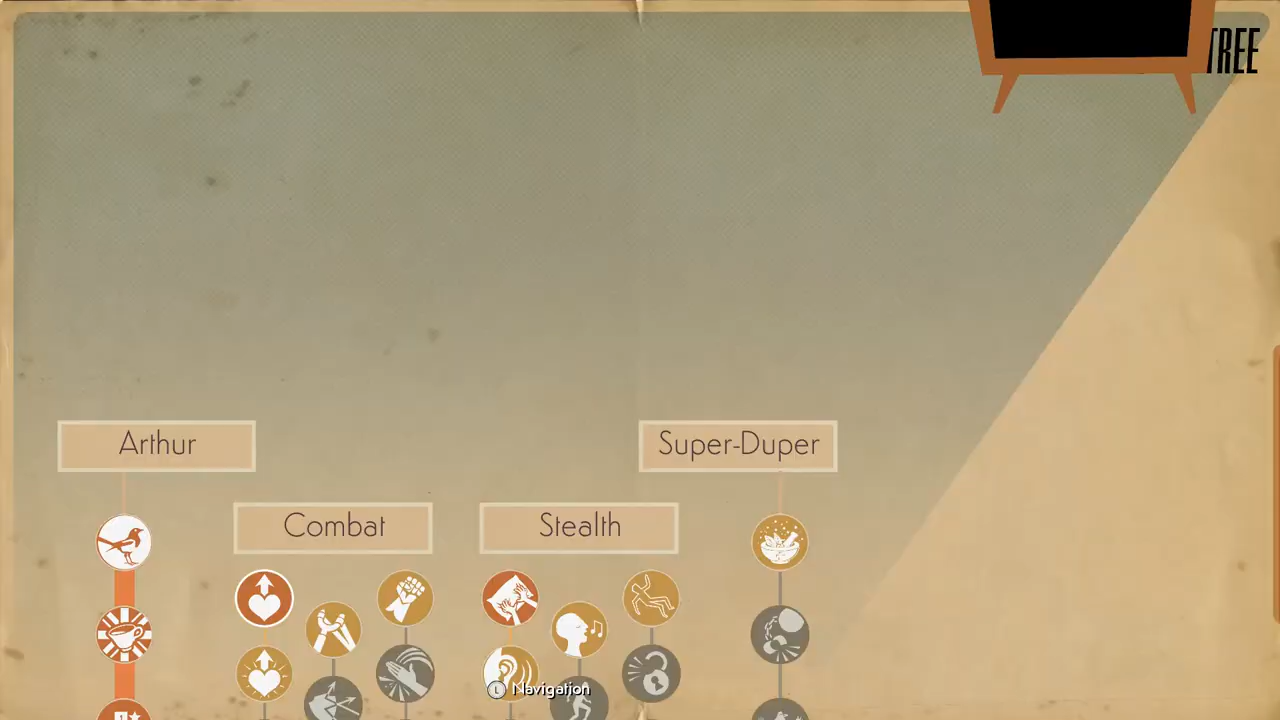 TREE
Arthur
Super-Duper
Combat
Stealth
L Navigation